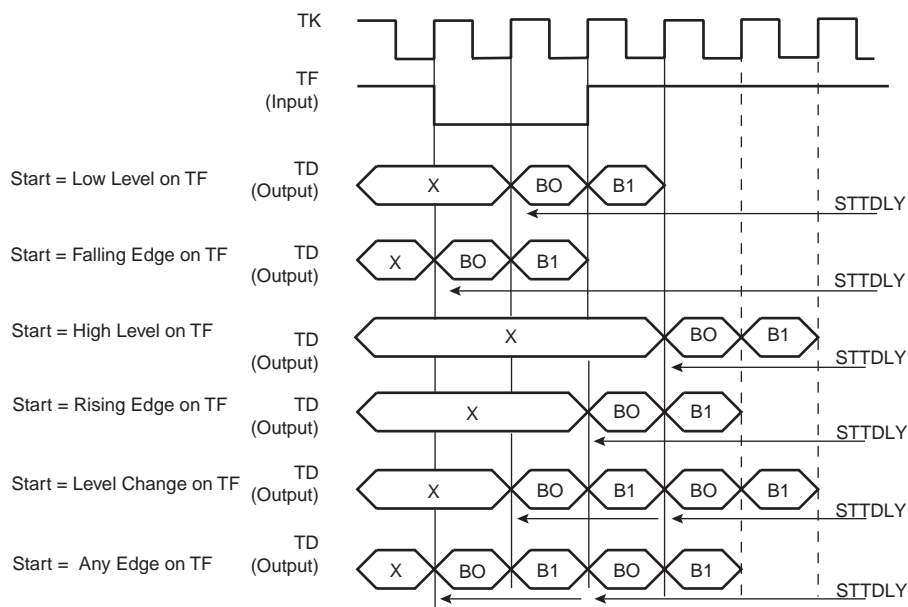 TK
TF
(Input)
Start = Low Level on TF
TD
(Output)
X
BO
B1
STTDLY
Start = Falling Edge on TF
TD
(Output)
X
BO
B1
STTDLY
Start = High Level on TF
TD
(Output)
X
BO
B1
STTDLY
Start = Rising Edge on TF
TD
(Output)
X
BO
B1
STTDLY
Start = Level Change on TF
TD
(Output)
X
BO
B1
BO
B1
STTDLY
Start = Any Edge on TF
TD
(Output)
X
BO
B1
BO
B1
STTDLY